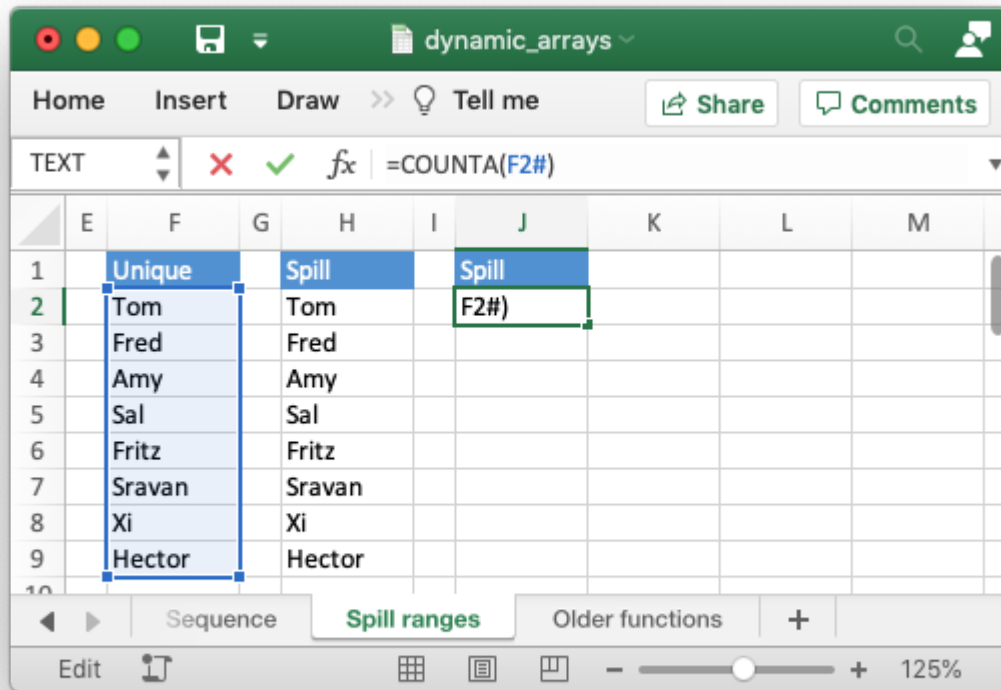 dynamic_arrays
Home Insert Draw >> Tell me Share Comments
TEXT fx =COUNTA(F2#)
E F G H I J K L M
1 Unique Spill Spill
2 Tom Tom F2#)
3 Fred Fred
4 Amy Amy
5 Sal Sal
6 Fritz Fritz
7 Sravan Sravan
8 Xi Xi
9 Hector Hector
10
Sequence Spill ranges Older functions +
Edit − + 125%